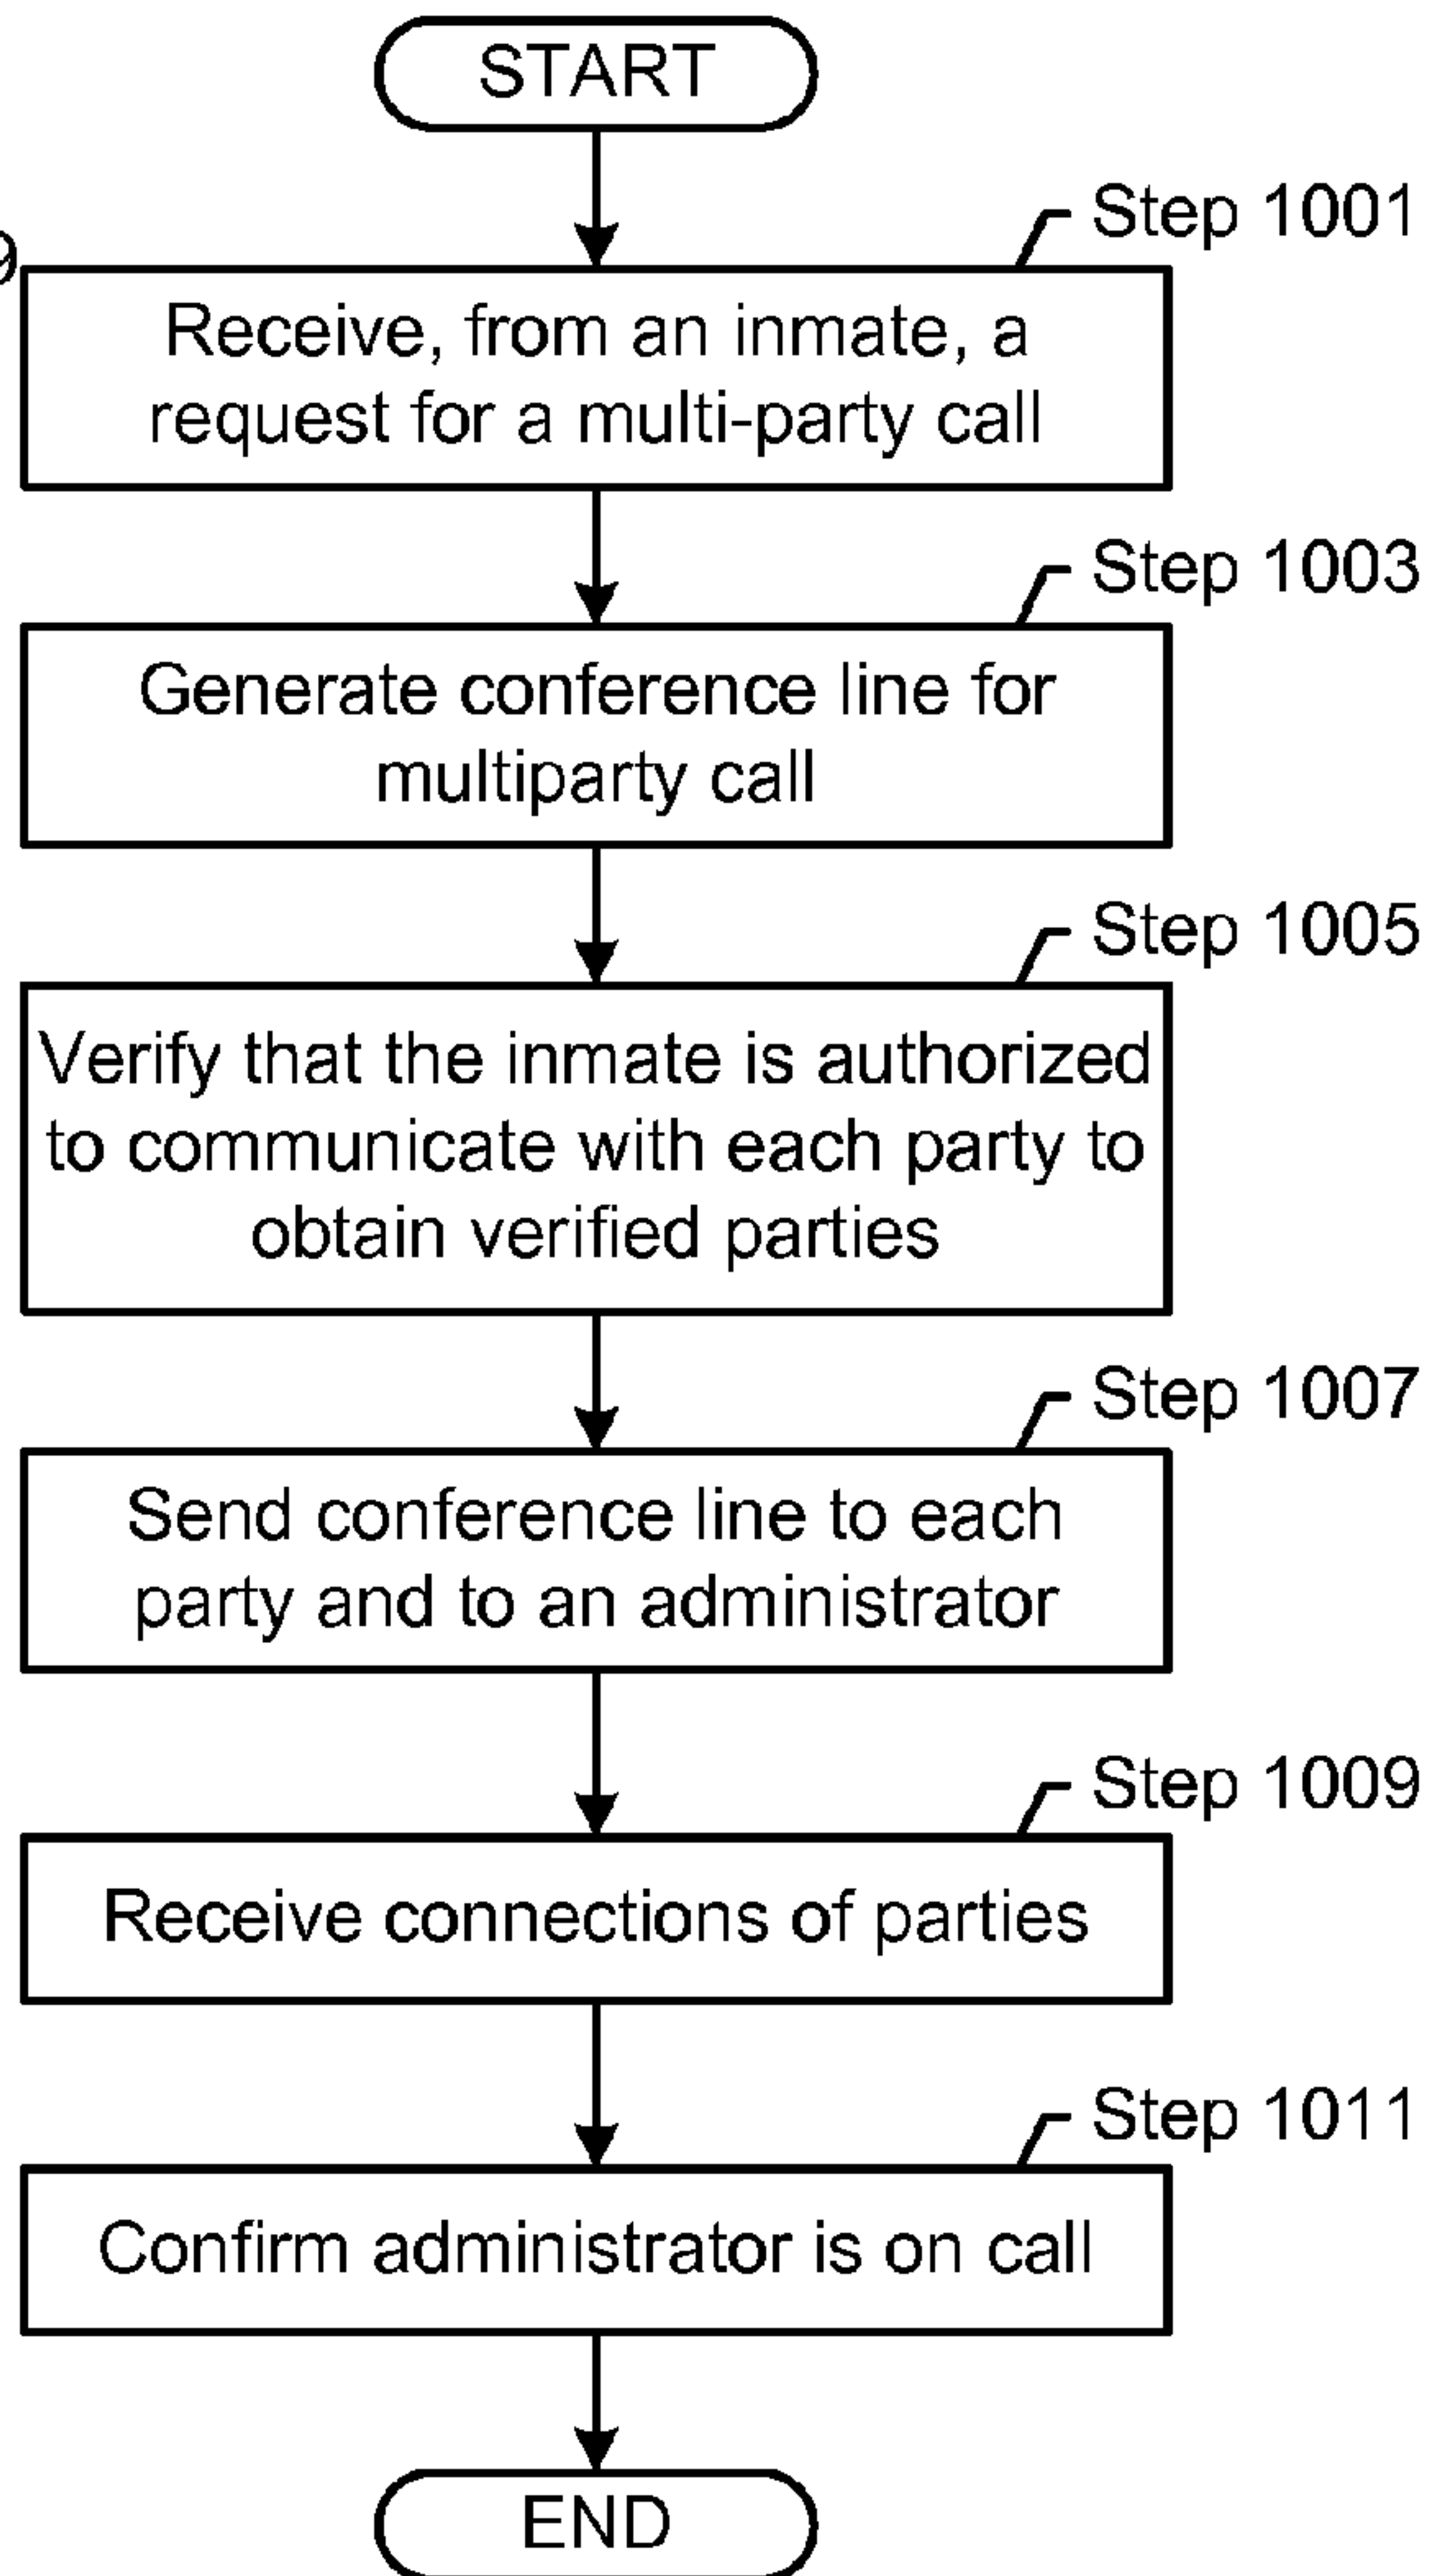 START
Step 1001
9
Receive, from an inmate, a
request for a multi-party call
Step 1003
Generate conference line for
multiparty call
Step 1005
Verify that the inmate is authorized
to communicate with each party to
obtain verified parties
Step 1007
Send conference line to each
party and to an administrator
Step 1009
Receive connections of parties
Step 1011
Confirm administrator is on call
END